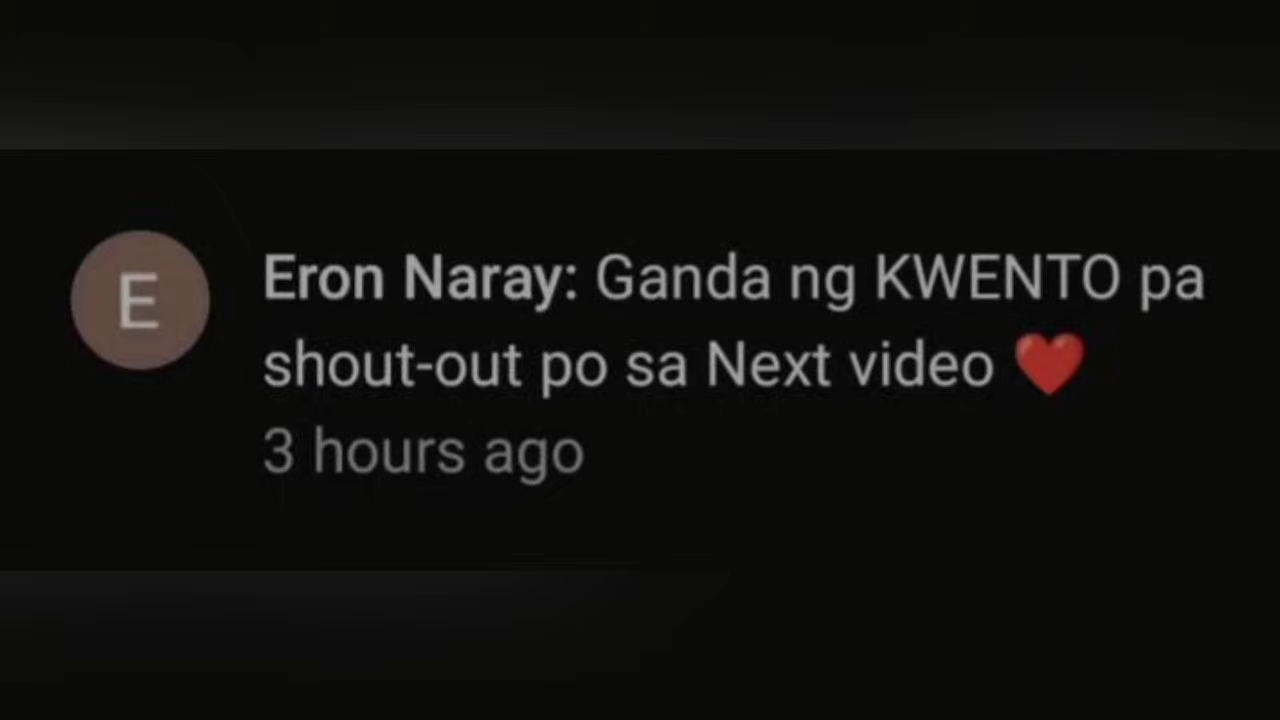 E
Eron Naray: Ganda ng KWENTO pa
shout-out po sa Next video ❤️
3 hours ago